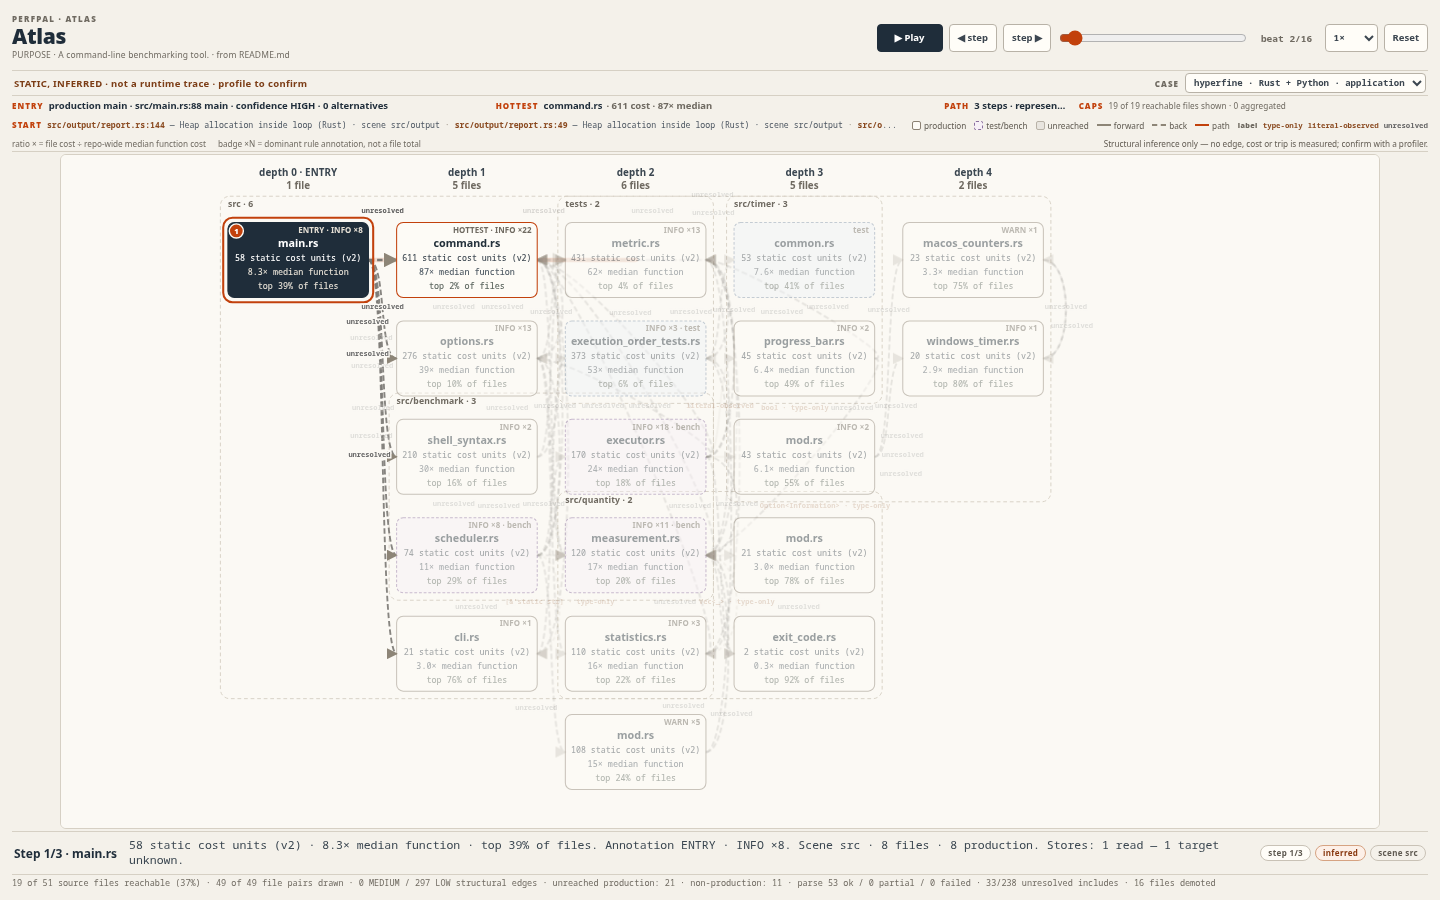 PERFPAL · ATLAS
Atlas
PURPOSE · A command-line benchmarking tool. · from README.md
▶ Play
◀ step
step ▶
beat 2/16
1×
Reset
STATIC, INFERRED · not a runtime trace · profile to confirm
CASE
hyperfine · Rust + Python · application
ENTRY production main · src/main.rs:88 main · confidence HIGH · 0 alternatives
HOTTEST command.rs · 611 cost · 87× median
PATH 3 steps · represen...
CAPS 19 of 19 reachable files shown · 0 aggregated
START src/output/report.rs:144 — Heap allocation inside loop (Rust) · scene src/output · src/output/report.rs:49 — Heap allocation inside loop (Rust) · scene src/output · src/o...
production test/bench unreached forward back path label type-only literal-observed unresolved
ratio × = file cost ÷ repo-wide median function cost badge ×N = dominant rule annotation, not a file total
Structural inference only — no edge, cost or trip is measured; confirm with a profiler.
depth 0 · ENTRY
1 file
depth 1
5 files
depth 2
6 files
depth 3
5 files
depth 4
2 files
src · 6
tests · 2
src/timer · 3
src/benchmark · 3
src/quantity · 2
unresolved
1
ENTRY · INFO ×8
main.rs
58 static cost units (v2)
8.3× median function
top 39% of files
HOTTEST · INFO ×22
command.rs
611 static cost units (v2)
87× median function
top 2% of files
INFO ×13
metric.rs
431 static cost units (v2)
62× median function
top 4% of files
test
common.rs
53 static cost units (v2)
7.6× median function
top 41% of files
WARN ×1
macos_counters.rs
23 static cost units (v2)
3.3× median function
top 75% of files
unresolved
unresolved
unresolved
unresolved
INFO ×13
options.rs
276 static cost units (v2)
39× median function
top 10% of files
INFO ×3 · test
execution_order_tests.rs
373 static cost units (v2)
53× median function
top 6% of files
INFO ×2
progress_bar.rs
45 static cost units (v2)
6.4× median function
top 49% of files
INFO ×1
windows_timer.rs
20 static cost units (v2)
2.9× median function
top 80% of files
INFO ×2
shell_syntax.rs
210 static cost units (v2)
30× median function
top 16% of files
INFO ×18 · bench
executor.rs
170 static cost units (v2)
24× median function
top 18% of files
INFO ×2
mod.rs
43 static cost units (v2)
6.1× median function
top 55% of files
INFO ×8 · bench
scheduler.rs
74 static cost units (v2)
11× median function
top 29% of files
INFO ×11 · bench
measurement.rs
120 static cost units (v2)
17× median function
top 20% of files
mod.rs
21 static cost units (v2)
3.0× median function
top 78% of files
INFO ×1
cli.rs
21 static cost units (v2)
3.0× median function
top 76% of files
INFO ×3
statistics.rs
110 static cost units (v2)
16× median function
top 22% of files
exit_code.rs
2 static cost units (v2)
0.3× median function
top 92% of files
WARN ×5
mod.rs
108 static cost units (v2)
15× median function
top 24% of files
Step 1/3 · main.rs
58 static cost units (v2) · 8.3× median function · top 39% of files. Annotation ENTRY · INFO ×8. Scene src · 8 files · 8 production. Stores: 1 read — 1 target
unknown.
step 1/3
inferred
scene src
19 of 51 source files reachable (37%) · 49 of 49 file pairs drawn · 0 MEDIUM / 297 LOW structural edges · unreached production: 21 · non-production: 11 · parse 53 ok / 0 partial / 0 failed · 33/238 unresolved includes · 16 files demoted